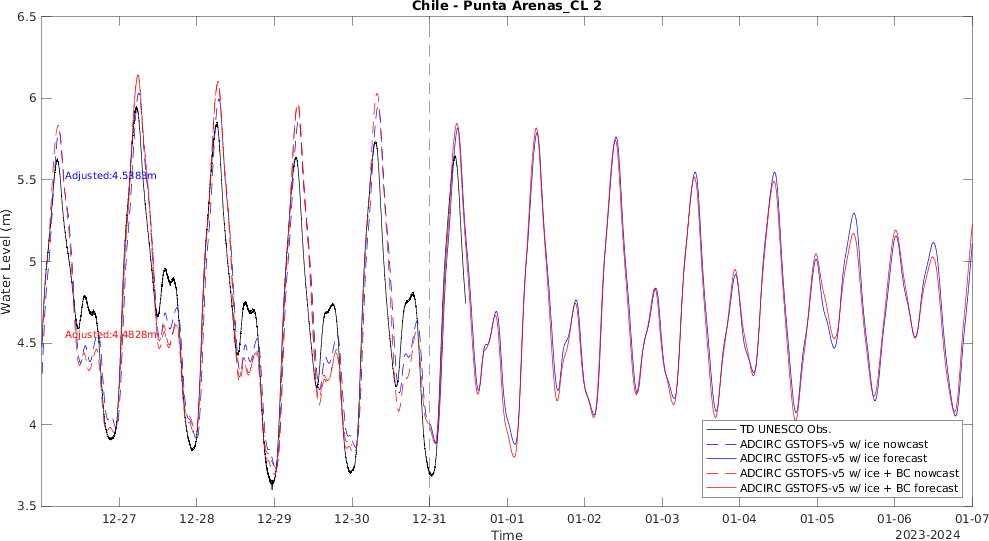 Chile - Punta Arenas_CL 2
Water Level (m)
6.5
6
5.5
5
4.5
4
3.5
Adjusted:4.5383m
Adjusted:4.4828m
TD UNESCO Obs.
ADCIRC GSTOFS-v5 w/ ice nowcast
ADCIRC GSTOFS-v5 w/ ice forecast
ADCIRC GSTOFS-v5 w/ ice + BC nowcast
ADCIRC GSTOFS-v5 w/ ice + BC forecast
12-27 12-28 12-29 12-30 12-31 01-01 01-02 01-03 01-04 01-05 01-06 01-07
Time
2023-2024